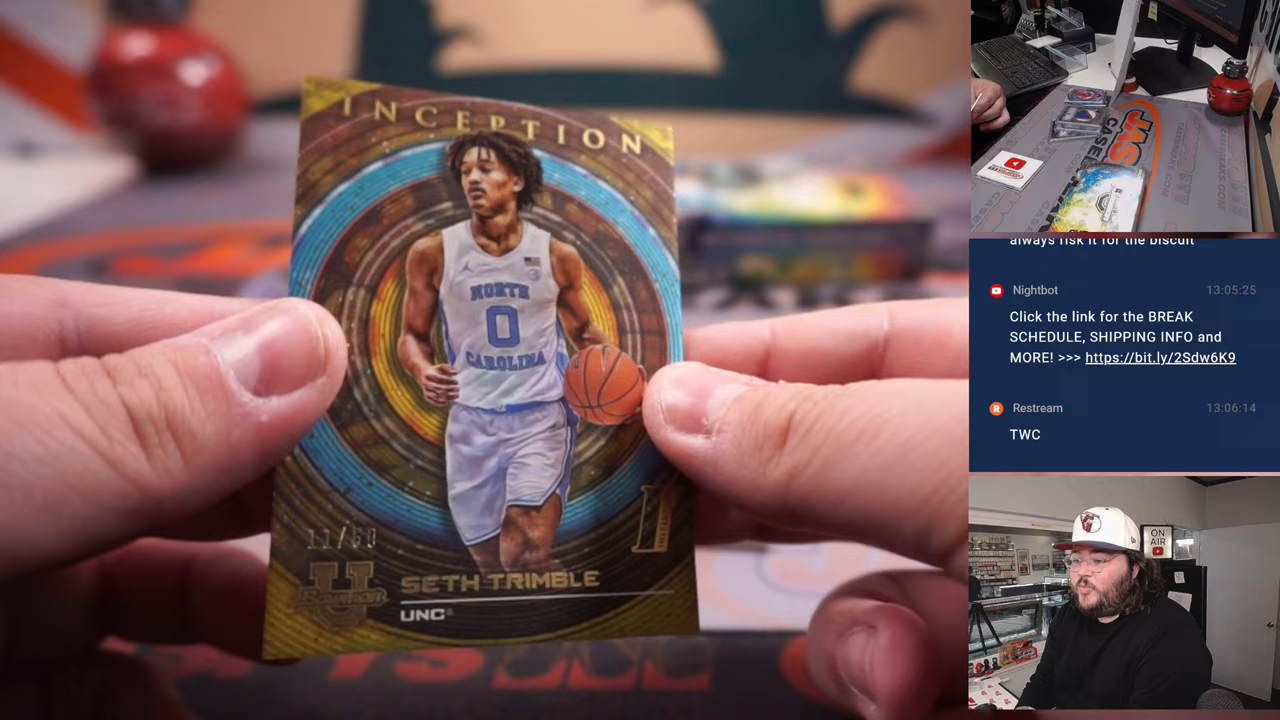 INCEPTION
NORTH
0
CAROLINA
11/50
SETH TRIMBLE
UNC
always risk it for the biscuit
Nightbot
13:05:25
Click the link for the BREAK
SCHEDULE, SHIPPING INFO and
MORE! >>> https://bit.ly/2Sdw6K9
Restream
13:06:14
TWC
ON
AIR